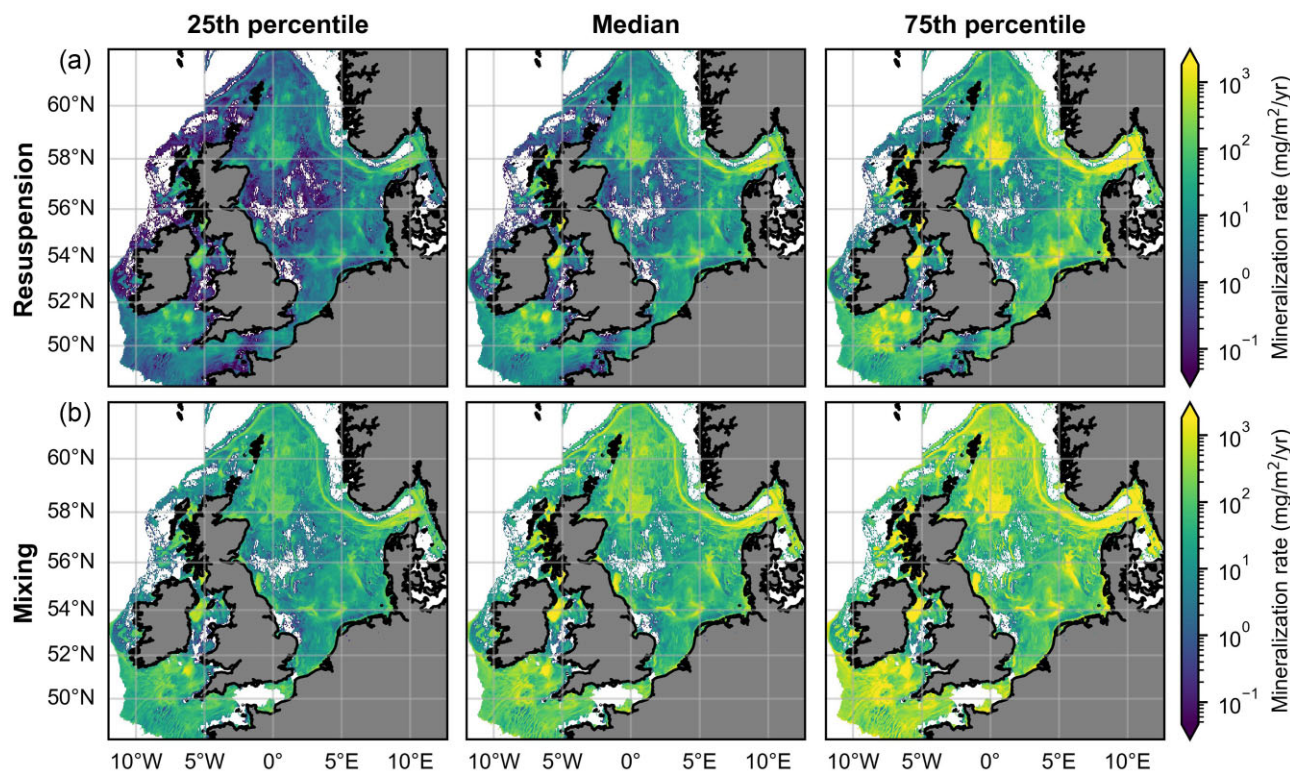 25th percentile Median 75th percentile
(a)
60°N
58°N
56°N
54°N
52°N
50°N
Resuspension
10³
10²
10¹
10⁰
10⁻¹
Mineralization rate (mg/m²/yr)
(b)
60°N
58°N
56°N
54°N
52°N
50°N
Mixing
10³
10²
10¹
10⁰
10⁻¹
Mineralization rate (mg/m²/yr)
10°W 5°W 0° 5°E 10°E 10°W 5°W 0° 5°E 10°E 10°W 5°W 0° 5°E 10°E